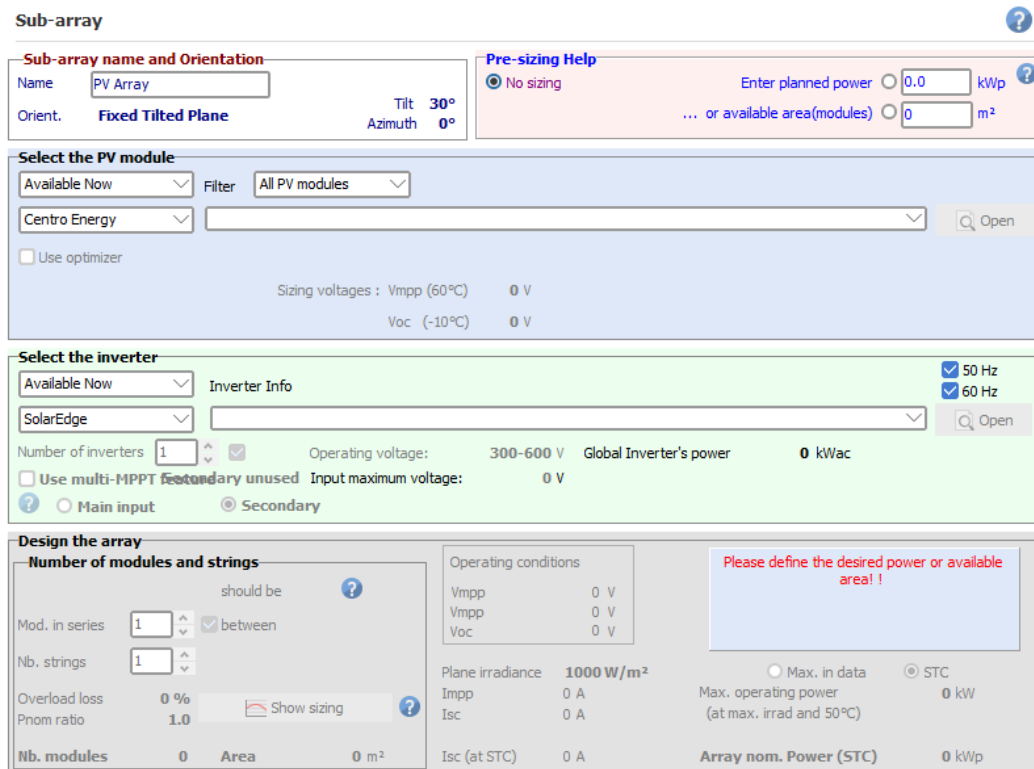 Sub-array
Sub-array name and Orientation
Name PV Array
Orient. Fixed Tilted Plane
Tilt 30°
Azimuth 0°
Pre-sizing Help
No sizing Enter planned power 0.0 kWp
... or available area(modules) 0 m²
Select the PV module
Available Now Filter All PV modules
Centro Energy Open
Use optimizer
Sizing voltages : Vmpp (60°C) 0 V
Voc (-10°C) 0 V
Select the inverter
Available Now Inverter Info 50 Hz
60 Hz
SolarEdge Open
Number of inverters 1 Operating voltage: 300-600 V Global Inverter's power 0 kWac
Use multi-MPPT feature Secondary unused Input maximum voltage: 0 V
Main input Secondary
Design the array
Number of modules and strings
should be
Mod. in series 1 between
Nb. strings 1
Overload loss 0 %
Pnom ratio 1.0
Show sizing
Nb. modules 0 Area 0 m²
Operating conditions
Vmpp 0 V
Vmpp 0 V
Voc 0 V
Plane irradiance 1000 W/m²
Impp 0 A
Isc 0 A
Isc (at STC) 0 A
Please define the desired power or available
area! !
Max. in data STC
Max. operating power 0 kW
(at max. irrad and 50°C)
Array nom. Power (STC) 0 kWp